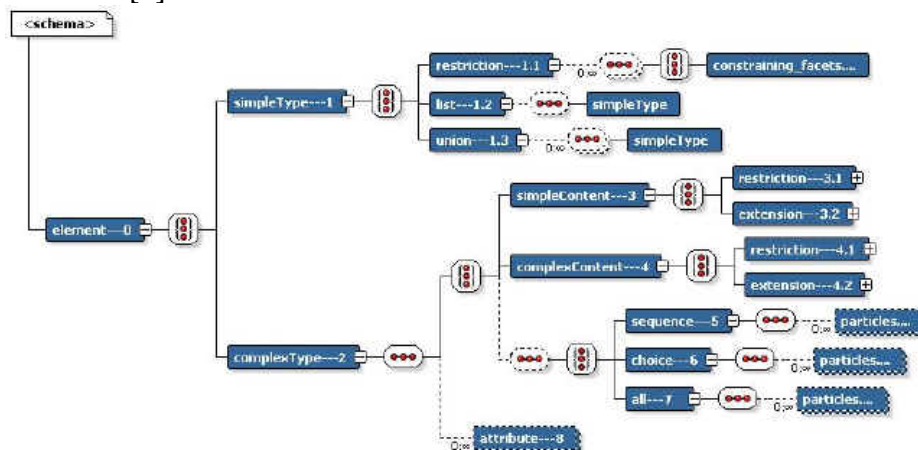 <schema>
restriction---1.1
0;∞
constraining_facets....
simpleType---1
list---1.2
simpleType
union---1.3
0;∞
simpleType
simpleContent---3
restriction---3.1
extension---3.2
element---0
complexContent---4
restriction---4.1
extension---4.2
sequence---5
0;∞
particles....
complexType---2
choice---6
0;∞
particles....
all---7
0;∞
particles....
0;∞
attribute---8